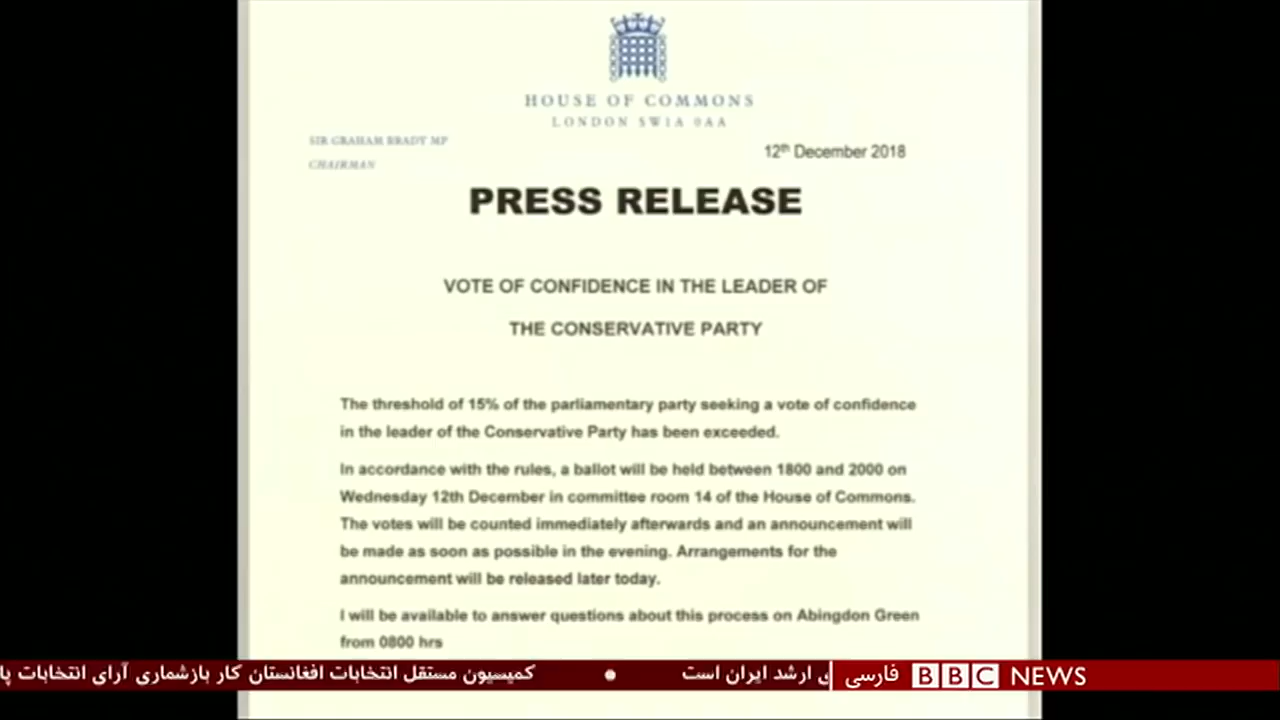 HOUSE OF COMMONS
LONDON SW1A 0AA
SIR GRAHAM BRADY MP
CHAIRMAN
12th December 2018
PRESS RELEASE
VOTE OF CONFIDENCE IN THE LEADER OF
THE CONSERVATIVE PARTY
The threshold of 15% of the parliamentary party seeking a vote of confidence
in the leader of the Conservative Party has been exceeded.
In accordance with the rules, a ballot will be held between 1800 and 2000 on
Wednesday 12th December in committee room 14 of the House of Commons.
The votes will be counted immediately afterwards and an announcement will
be made as soon as possible in the evening. Arrangements for the
announcement will be released later today.
I will be available to answer questions about this process on Abingdon Green
from 0800 hrs
BBC NEWS فارسی
ارشد ایران است • کمیسیون مستقل انتخابات افغانستان کار بازشماری آرای انتخابات